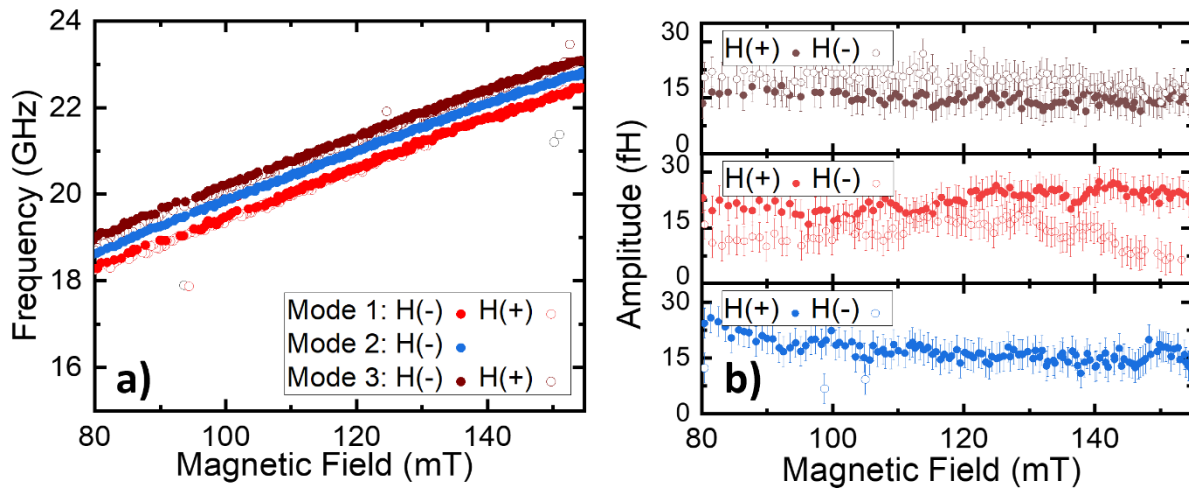 24
22
20
18
16
Frequency (GHz)
Mode 1: H(-) H(+)
Mode 2: H(-)
Mode 3: H(-) H(+)
a)
80 100 120 140
Magnetic Field (mT)
30
15
0
H(+) H(-)
30
15
0
H(+) H(-)
30
15
0
H(+) H(-)
Amplitude (fH)
b)
80 100 120 140
Magnetic Field (mT)